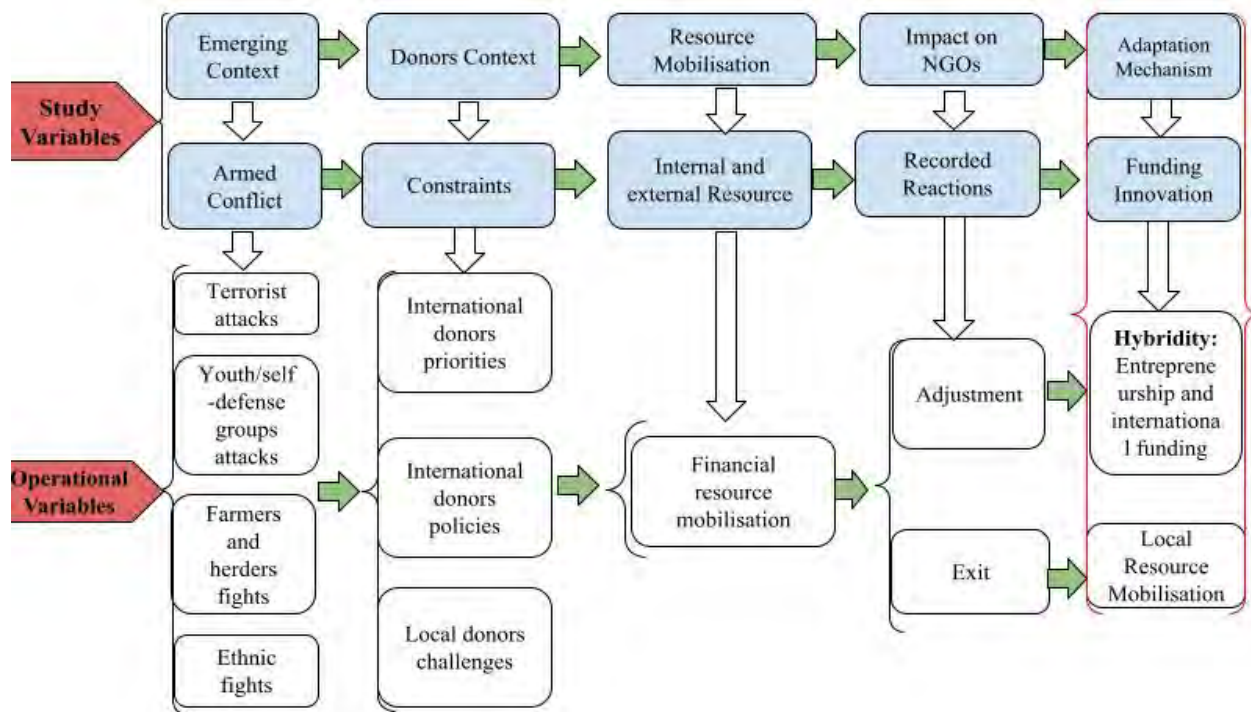 Study
Variables
Emerging
Context
Donors Context
Resource
Mobilisation
Impact on
NGOs
Adaptation
Mechanism
Armed
Conflict
Constraints
Internal and
external Resource
Recorded
Reactions
Funding
Innovation
Operational
Variables
Terrorist
attacks
Youth/self
-defense
groups
attacks
Farmers
and
herders
fights
Ethnic
fights
International
donors
priorities
International
donors
policies
Local donors
challenges
Financial
resource
mobilisation
Adjustment
Exit
Hybridity:
Entreprene
urship and
internationa
l funding
Local
Resource
Mobilisation